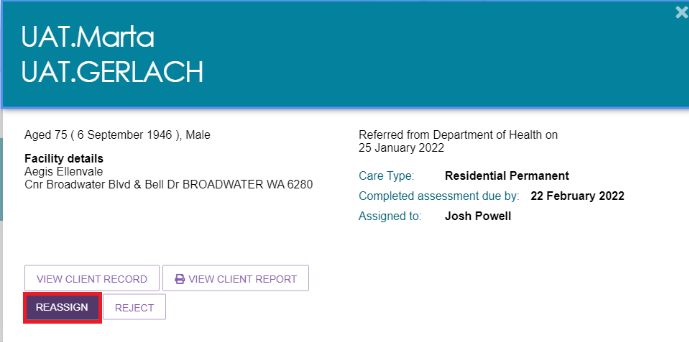 UAT.Marta
UAT.GERLACH
Aged 75 ( 6 September 1946 ), Male
Facility details
Aegis Ellenvale
Cnr Broadwater Blvd & Bell Dr BROADWATER WA 6280
Referred from Department of Health on
25 January 2022
Care Type: Residential Permanent
Completed assessment due by: 22 February 2022
Assigned to: Josh Powell
VIEW CLIENT RECORD VIEW CLIENT REPORT
REASSIGN REJECT